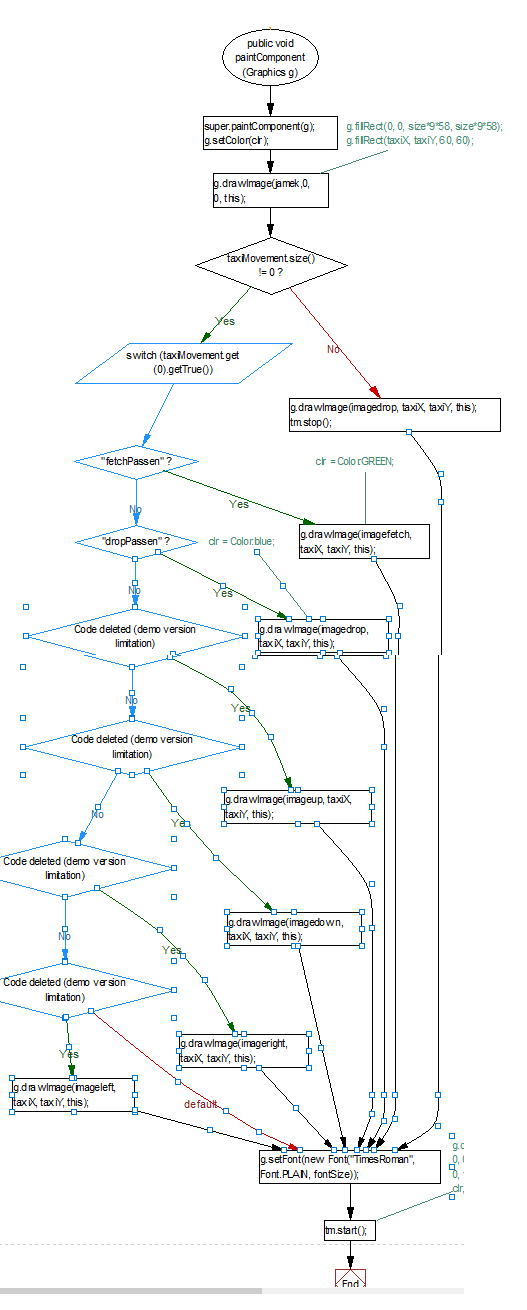 public void
paintComponent
(Graphics g)
super.paintComponent(g);
g.setColor(clr);
g.fillRect(0, 0, size*9*58, size*9*58);
g.fillRect(taxiX, taxiY,60, 60);
g.drawImage(jamek,0,
0, this);
taxiMovement.size()
!= 0 ?
Yes
No
switch (taxiMovement.get
(0).getTrue())
g.drawImage(imagedrop, taxiX, taxiY, this);
tm.stop();
"fetchPassen" ?
clr = Color.GREEN;
Yes
No
g.drawImage(imagefetch,
taxiX, taxiY, this);
"dropPassen" ?
clr = Color.blue;
No
Yes
Code deleted (demo version
limitation)
g.drawImage(imagedrop,
taxiX, taxiY, this);
No
Yes
Code deleted (demo version
limitation)
g.drawImage(imageup, taxiX,
taxiY, this);
No
Yes
Code deleted (demo version
limitation)
g.drawImage(imagedown,
taxiX, taxiY, this);
No
Yes
Code deleted (demo version
limitation)
g.drawImage(imageright,
taxiX, taxiY, this);
Yes
g.drawImage(imageleft,
taxiX, taxiY, this);
default
g.setFont(new Font("TimesRoman",
Font.PLAIN, fontSize));
clr,
tm.start();
End